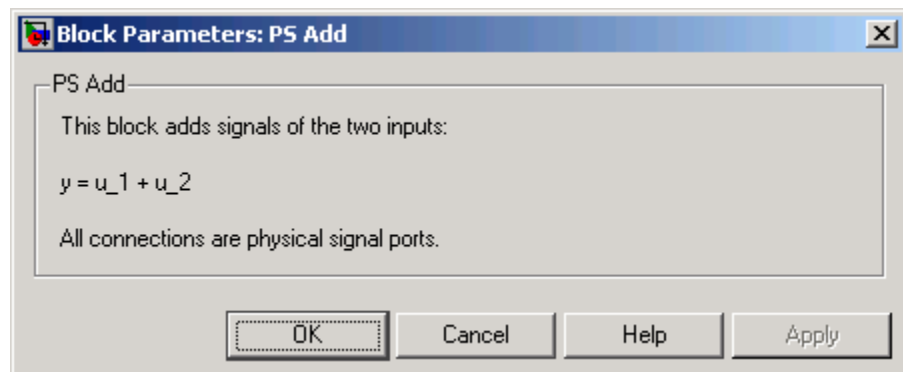 Block Parameters: PS Add
PS Add
This block adds signals of the two inputs:
y = u_1 + u_2
All connections are physical signal ports.
OK Cancel Help Apply